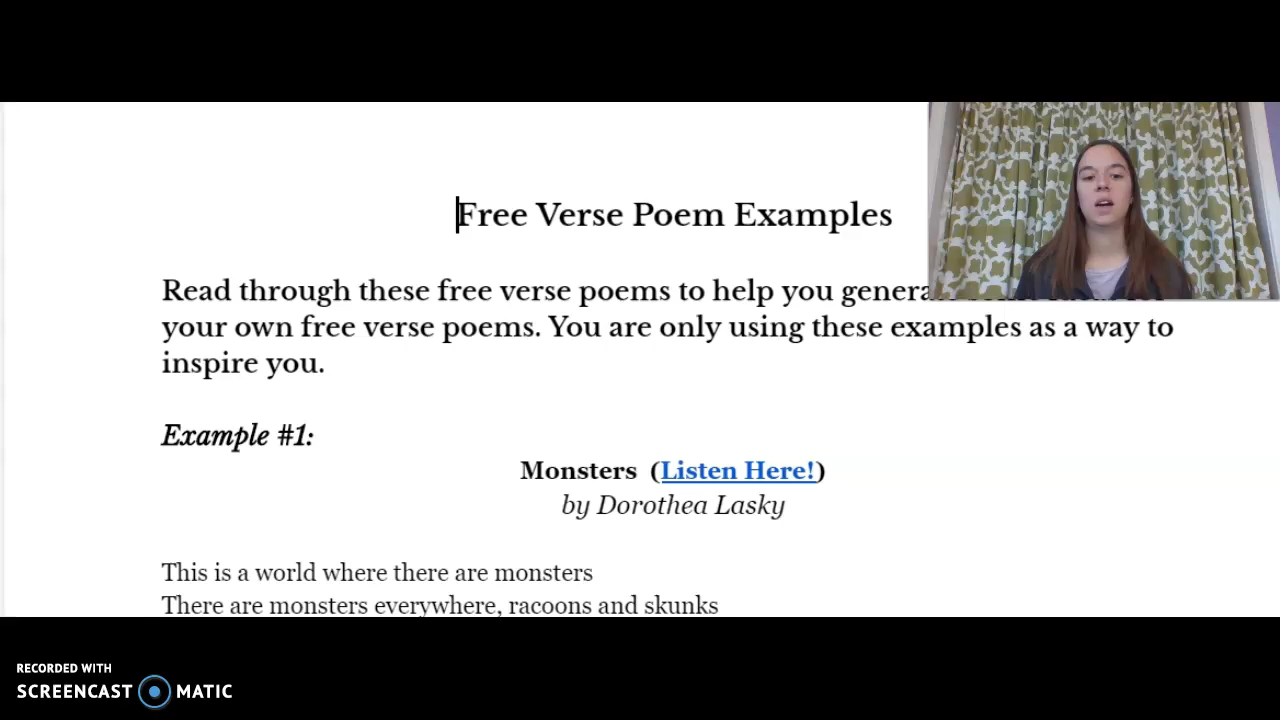 Free Verse Poem Examples
Read through these free verse poems to help you
your own free verse poems. You are only using these examples as a way to
inspire you.
Example #1:
Monsters (Listen Here!)
by Dorothea Lasky
This is a world where there are monsters
There are monsters everywhere, racoons and skunks
RECORDED WITH
SCREENCAST MATIC